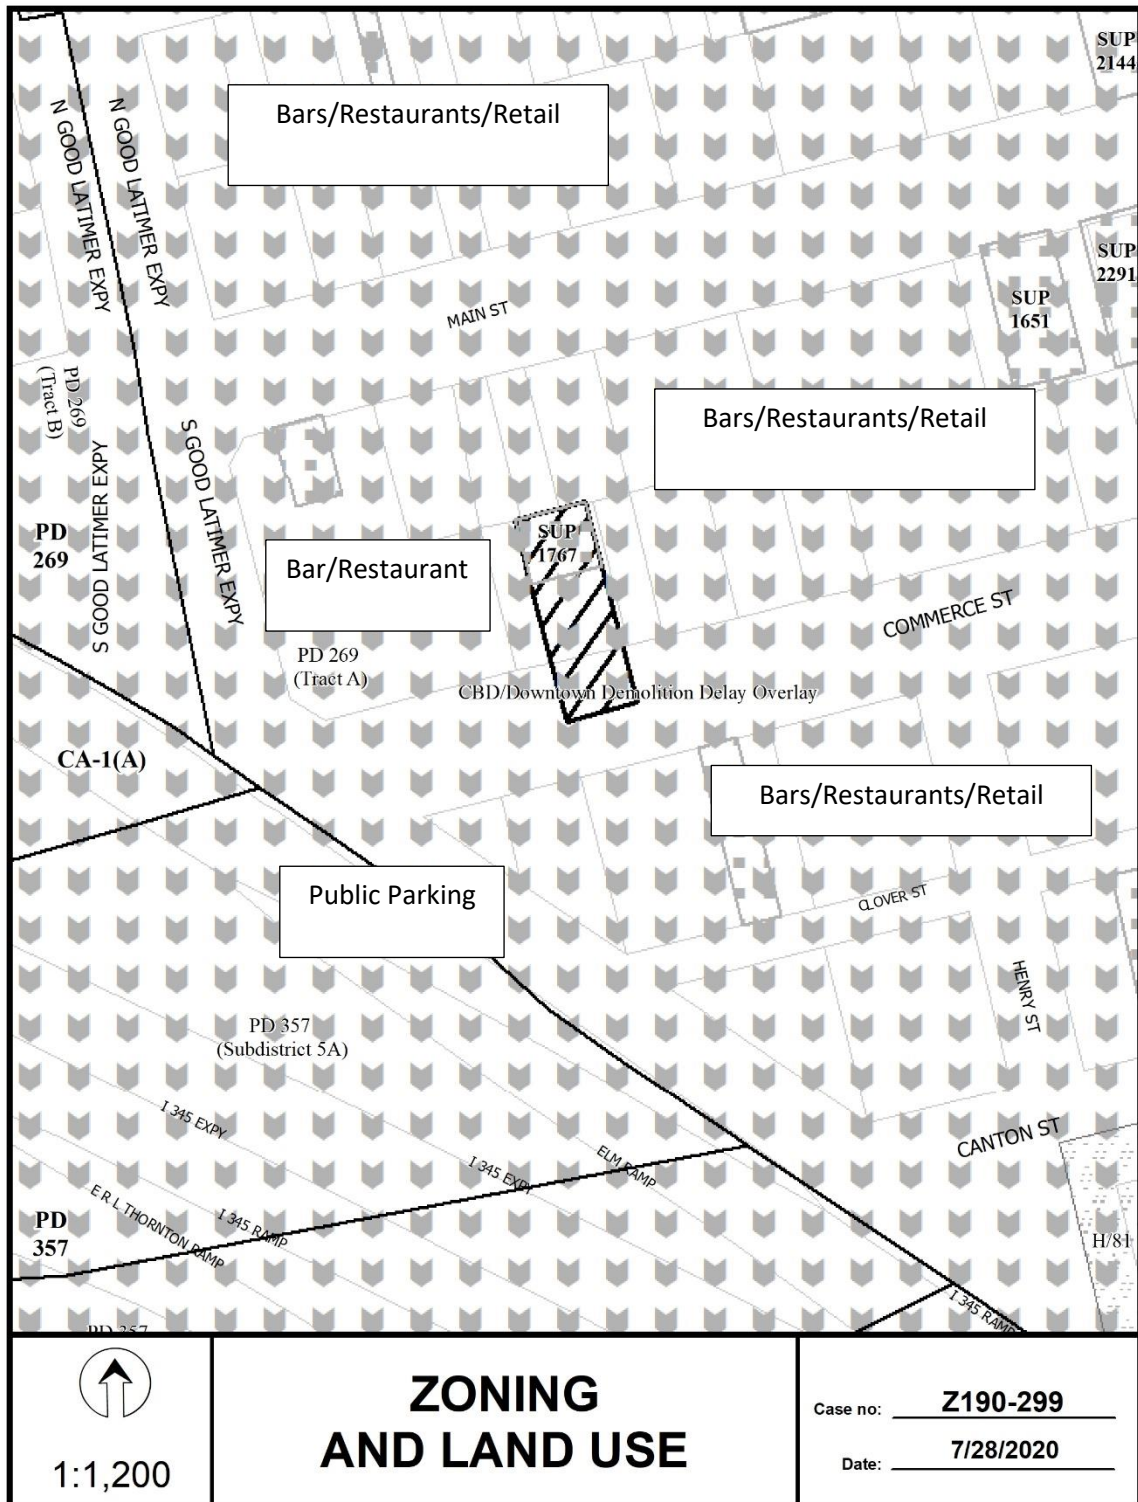 SUP
2144
Bars/Restaurants/Retail
N GOOD LATIMER EXPY
N GOOD LATIMER EXPY
SUP
2291
SUP
1651
MAIN ST
PD 269
(Tract B)
Bars/Restaurants/Retail
S GOOD LATIMER EXPY
S GOOD LATIMER EXPY
PD
269
SUP
1767
Bar/Restaurant
COMMERCE ST
PD 269
(Tract A)
CBD/Downtown Demolition Delay Overlay
CA-1(A)
Bars/Restaurants/Retail
Public Parking
CLOVER ST
HENRY ST
PD 357
(Subdistrict 5A)
I 345 EXPY
CANTON ST
ELM RAMP
I 345 EXPY
E R L THORNTON RAMP
I 345 RAMP
PD
357
H/81
I 345 RAMP
PD 357
1:1,200
ZONING
AND LAND USE
Case no: Z190-299
Date: 7/28/2020